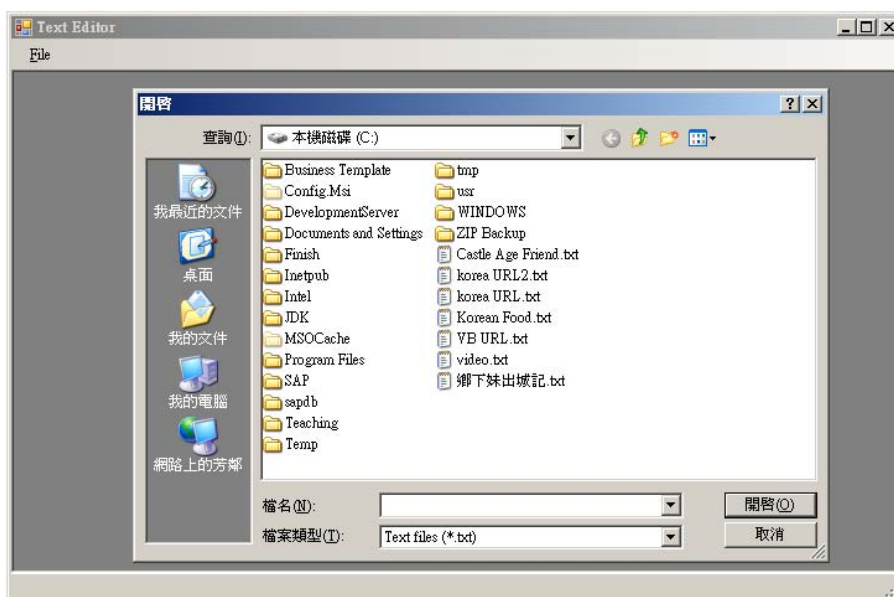 Text Editor
File
開啓
查詢(I):
本機磁碟 (C:)
我最近的文件
桌面
我的文件
我的電腦
網路上的芳鄰
Business Template
Config.Msi
DevelopmentServer
Documents and Settings
Finish
Inetpub
Intel
JDK
MSOCache
Program Files
SAP
sapdb
Teaching
Temp
tmp
usr
WINDOWS
ZIP Backup
Castle Age Friend.txt
korea URL2.txt
korea URL.txt
Korean Food.txt
VB URL.txt
video.txt
鄉下妹出城記.txt
檔名(N):
開啓(O)
檔案類型(T):
Text files (*.txt)
取消